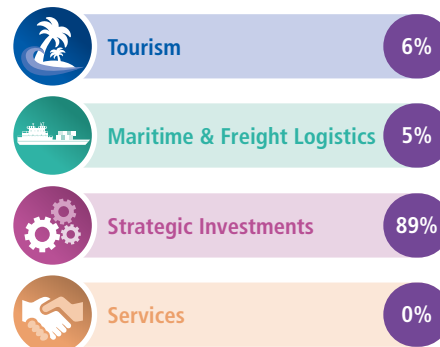 Tourism 6%
Maritime & Freight Logistics 5%
Strategic Investments 89%
Services 0%